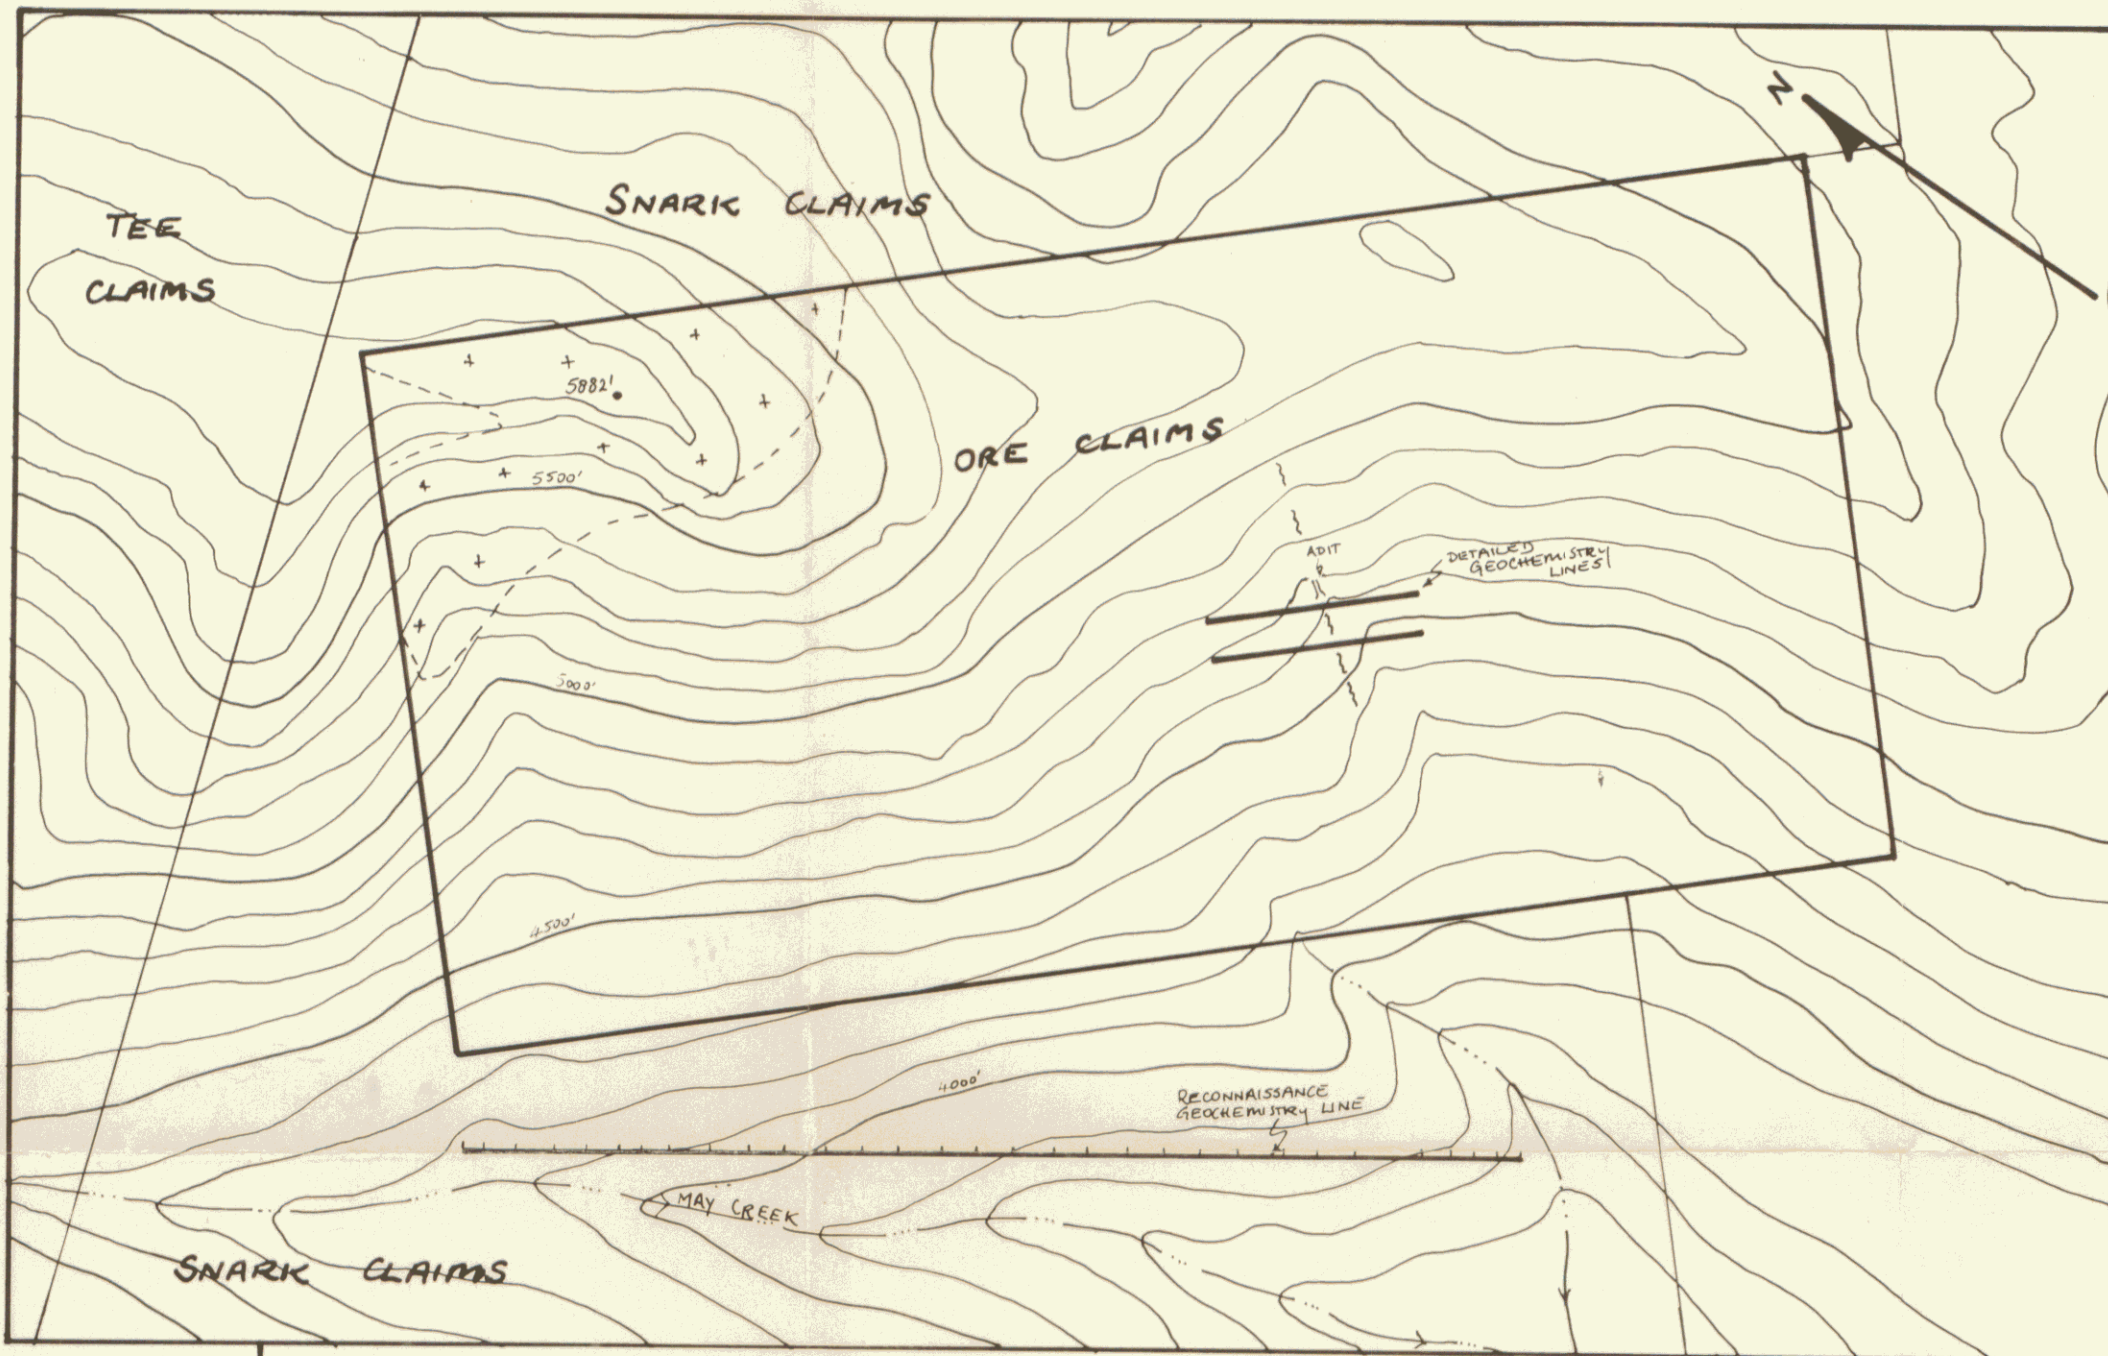 N
SNARK CLAIMS
TEE
CLAIMS
5882'
ORE CLAIMS
5500'
ADIT
DETAILED
GEOCHEMISTRY
LINES
5000'
4500'
4000'
RECONNAISSANCE
GEOCHEMISTRY LINE
MAY CREEK
SNARK CLAIMS